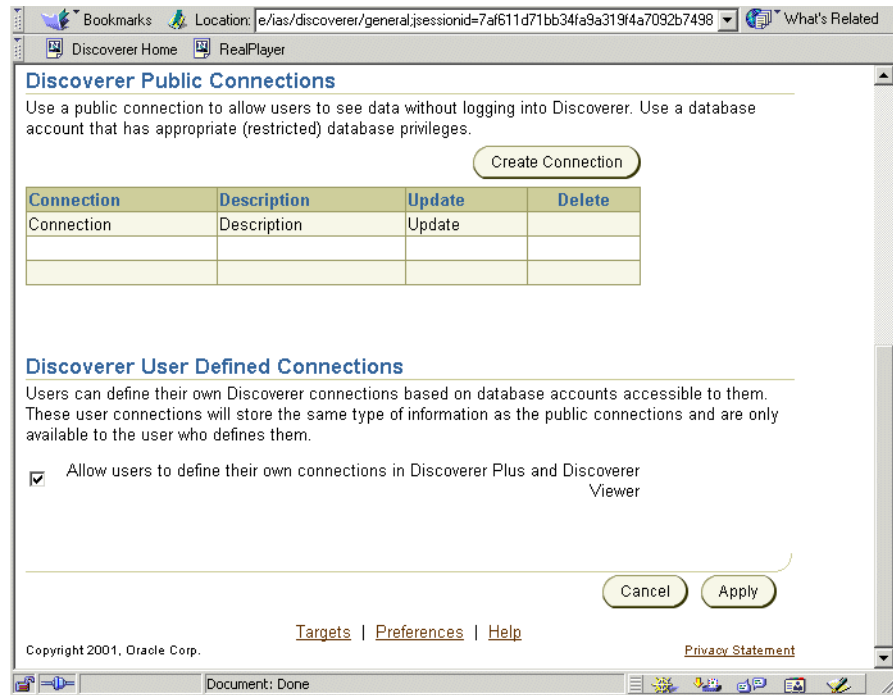 Bookmarks Location: e/ias/discoverer/general;jsessionid=7af611d71bb34fa9a319f4a7092b7498 What's Related
Discoverer Home RealPlayer
Discoverer Public Connections
Use a public connection to allow users to see data without logging into Discoverer. Use a database
account that has appropriate (restricted) database privileges.
Create Connection
Connection Description Update Delete
Connection Description Update
Discoverer User Defined Connections
Users can define their own Discoverer connections based on database accounts accessible to them.
These user connections will store the same type of information as the public connections and are only
available to the user who defines them.
Allow users to define their own connections in Discoverer Plus and Discoverer
Viewer
Cancel Apply
Targets | Preferences | Help
Copyright 2001, Oracle Corp. Privacy Statement
Document: Done